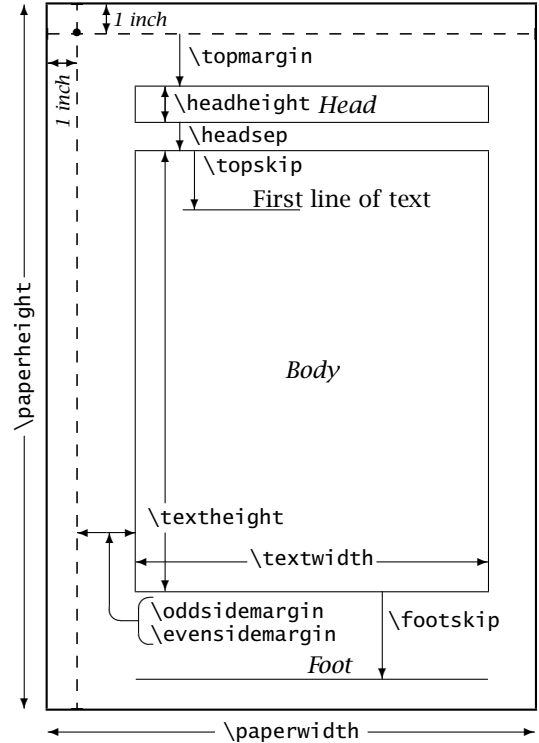 1 inch
\topmargin
1 inch
\headheight Head
\headsep
\topskip
First line of text
\paperheight
Body
\textheight
\textwidth
\oddsidemargin
\evensidemargin
\footskip
Foot
\paperwidth